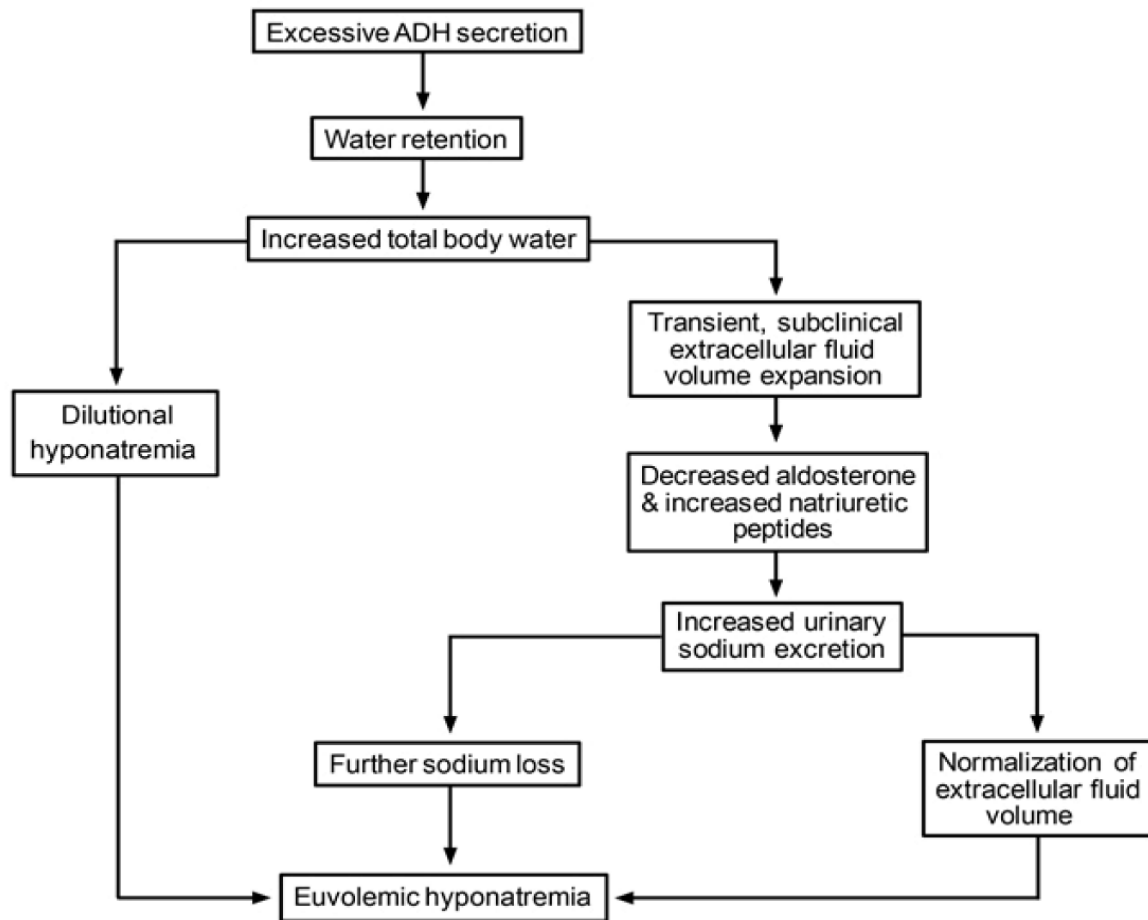 Excessive ADH secretion
Water retention
Increased total body water
Transient, subclinical
extracellular fluid
volume expansion
Dilutional
hyponatremia
Decreased aldosterone
& increased natriuretic
peptides
Increased urinary
sodium excretion
Further sodium loss
Normalization of
extracellular fluid
volume
Euvolemic hyponatremia